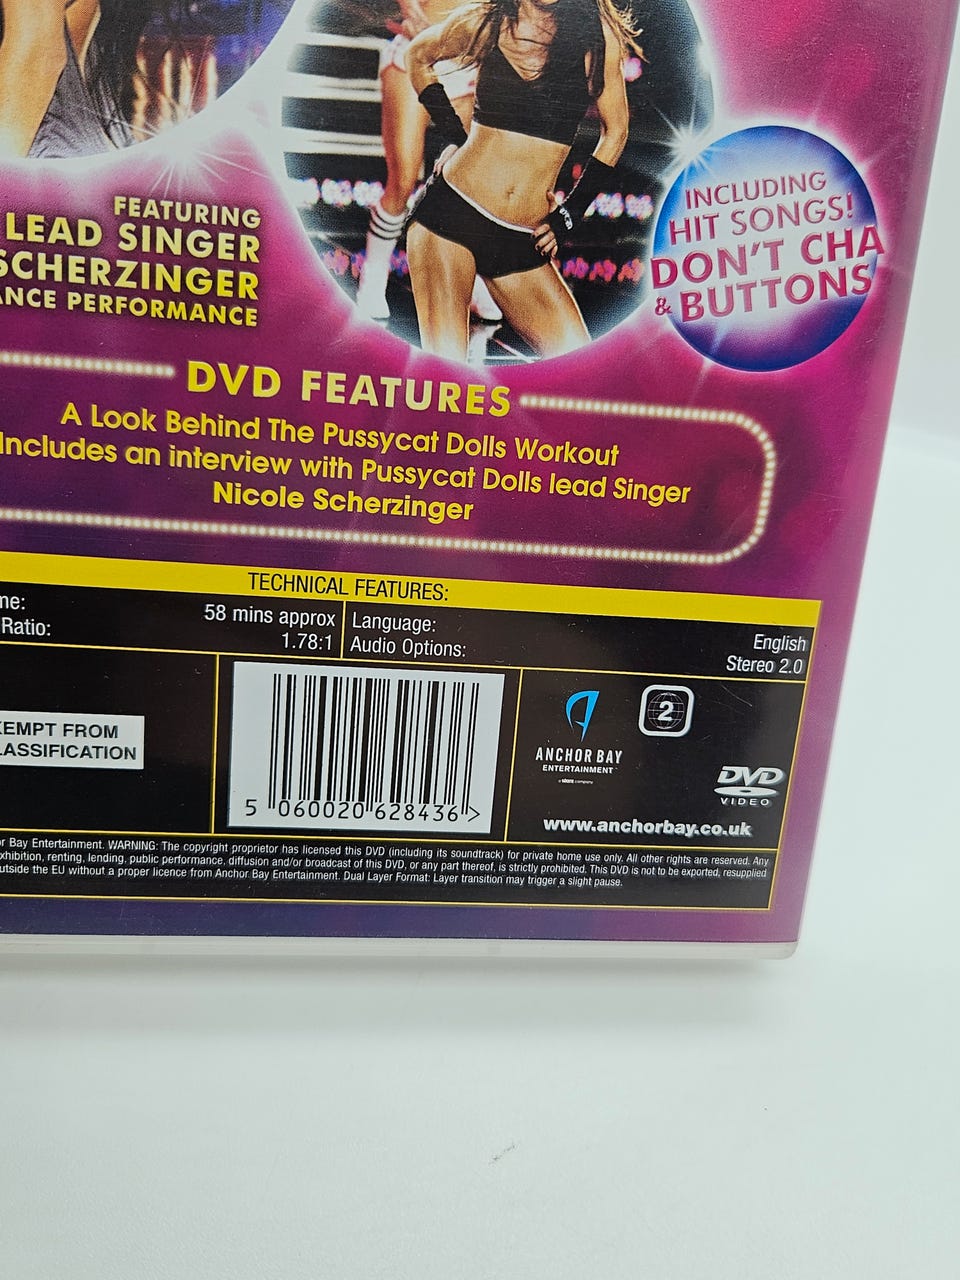 FEATURING
LEAD SINGER
SCHERZINGER
ANCE PERFORMANCE
INCLUDING
HIT SONGS!
DON'T CHA
& BUTTONS
DVD FEATURES
A Look Behind The Pussycat Dolls Workout
Includes an interview with Pussycat Dolls lead Singer
Nicole Scherzinger
TECHNICAL FEATURES:
me:
58 mins approx
Language:
English
Ratio:
1.78:1
Audio Options:
Stereo 2.0
EMPT FROM
LASSIFICATION
5 060020 628436 >
ANCHOR BAY
ENTERTAINMENT
2
DVD
VIDEO
www.anchorbay.co.uk
or Bay Entertainment. WARNING: The copyright proprietor has licensed this DVD (including its soundtrack) for private home use only. All other rights are reserved. Any
xhibition, renting, lending, public performance, diffusion and/or broadcast of this DVD, or any part thereof, is strictly prohibited. This DVD is not to be exported, resupplied
utside the EU without a proper licence from Anchor Bay Entertainment. Dual Layer Format: Layer transition may trigger a slight pause.